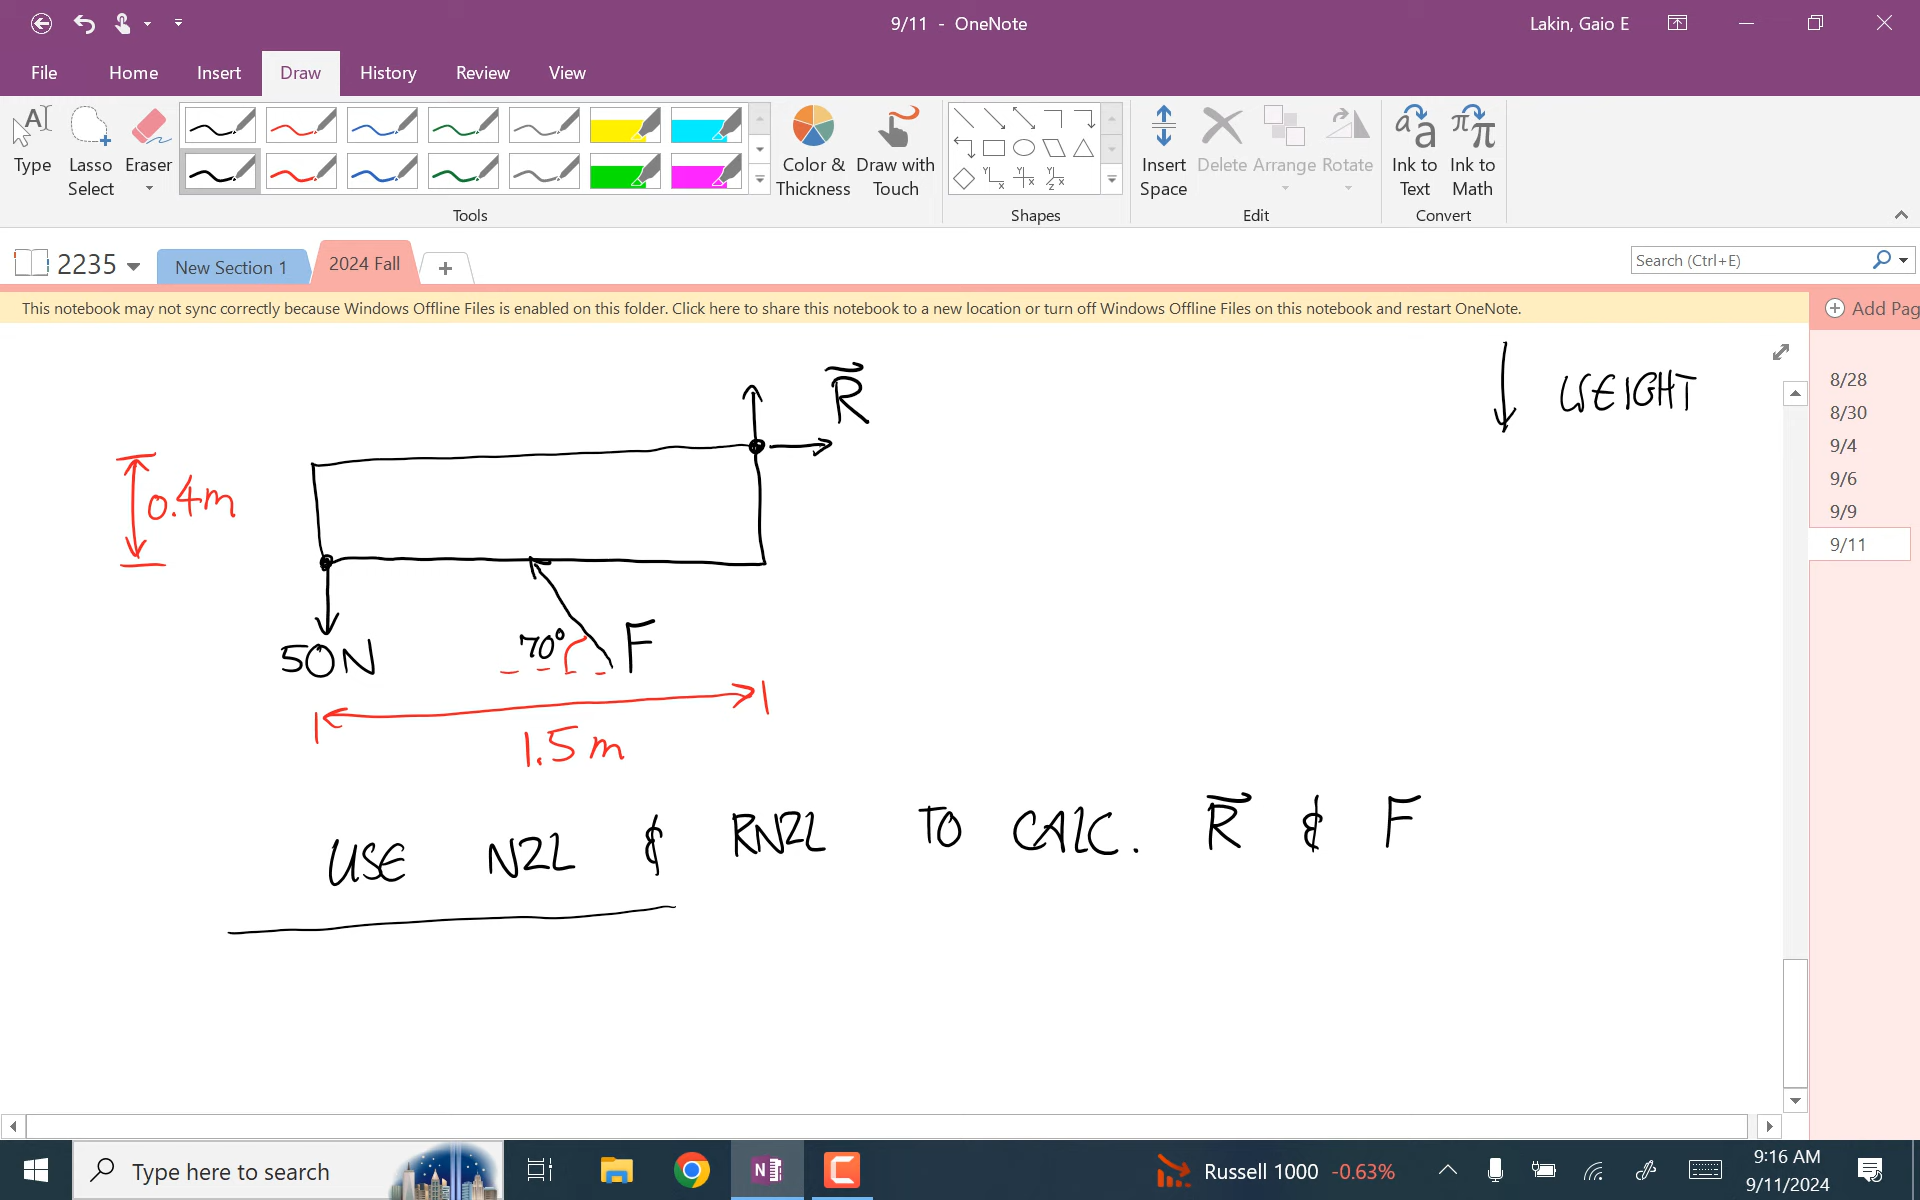 9/11 - OneNote
Lakin, Gaio E
File Home Insert Draw History Review View
Type
Lasso Select
Eraser
Color & Thickness
Draw with Touch
Insert Space
Delete
Arrange
Rotate
Ink to Text
Ink to Math
Tools
Shapes
Edit
Convert
2235
New Section 1
2024 Fall
Search (Ctrl+E)
This notebook may not sync correctly because Windows Offline Files is enabled on this folder. Click here to share this notebook to a new location or turn off Windows Offline Files on this notebook and restart OneNote.
Add Pag
8/28
8/30
9/4
9/6
9/9
9/11
R
WEIGHT
0.4m
50N
70°
F
1.5 m
USE N2L & RN2L TO CALC. R & F
Type here to search
Russell 1000 -0.63%
9:16 AM
9/11/2024